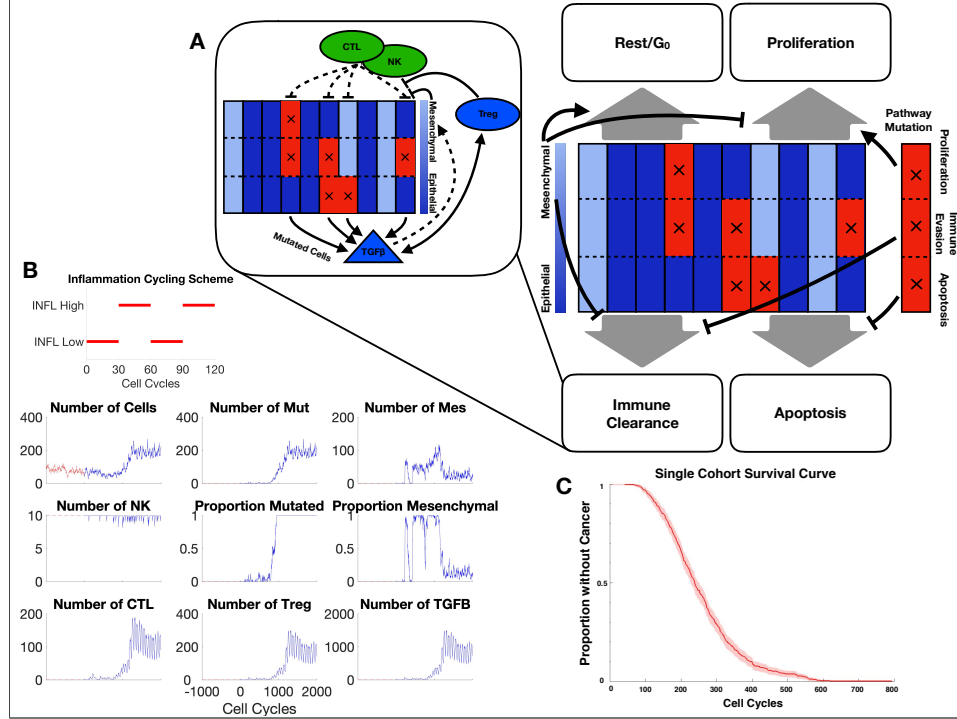 A
CTL
NK
Treg
Mesenchymal
Epithelial
×
×
×
×
×
×
Mutated Cells
TGFβ
Rest/G₀
Proliferation
Pathway
Mutation
Mesenchymal
Epithelial
×
×
×
×
×
×
×
×
×
Proliferation
Immune
Evasion
Apoptosis
Immune
Clearance
Apoptosis
B
Inflammation Cycling Scheme
INFL High
INFL Low
0 30 60 90 120
Cell Cycles
Number of Cells
400
200
0
Number of Mut
400
200
0
Number of Mes
200
100
0
Number of NK
10
5
0
Proportion Mutated
1
0.5
0
Proportion Mesenchymal
1
0.5
0
Number of CTL
200
100
0
Number of Treg
400
200
0
-1000 0 1000 2000
Cell Cycles
Number of TGFB
1000
500
0
C
Single Cohort Survival Curve
Proportion without Cancer
1
0.5
0
0 100 200 300 400 500 600 700 800
Cell Cycles